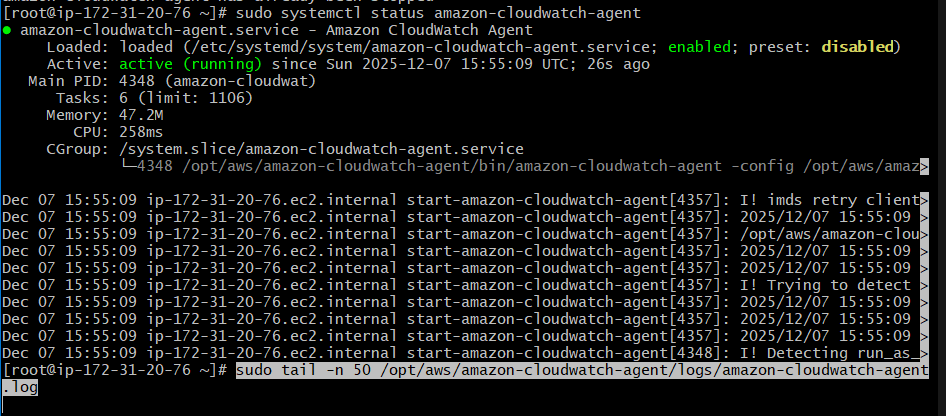 amazon-cloudwatch-agent has already been stopped
[root@ip-172-31-20-76 ~]# sudo systemctl status amazon-cloudwatch-agent
● amazon-cloudwatch-agent.service - Amazon CloudWatch Agent
Loaded: loaded (/etc/systemd/system/amazon-cloudwatch-agent.service; enabled; preset: disabled)
Active: active (running) since Sun 2025-12-07 15:55:09 UTC; 26s ago
Main PID: 4348 (amazon-cloudwat)
Tasks: 6 (limit: 1106)
Memory: 47.2M
CPU: 258ms
CGroup: /system.slice/amazon-cloudwatch-agent.service
└─4348 /opt/aws/amazon-cloudwatch-agent/bin/amazon-cloudwatch-agent -config /opt/aws/amaz>
Dec 07 15:55:09 ip-172-31-20-76.ec2.internal start-amazon-cloudwatch-agent[4357]: I! imds retry client>
Dec 07 15:55:09 ip-172-31-20-76.ec2.internal start-amazon-cloudwatch-agent[4357]: 2025/12/07 15:55:09 >
Dec 07 15:55:09 ip-172-31-20-76.ec2.internal start-amazon-cloudwatch-agent[4357]: /opt/aws/amazon-clou>
Dec 07 15:55:09 ip-172-31-20-76.ec2.internal start-amazon-cloudwatch-agent[4357]: 2025/12/07 15:55:09 >
Dec 07 15:55:09 ip-172-31-20-76.ec2.internal start-amazon-cloudwatch-agent[4357]: 2025/12/07 15:55:09 >
Dec 07 15:55:09 ip-172-31-20-76.ec2.internal start-amazon-cloudwatch-agent[4357]: I! Trying to detect >
Dec 07 15:55:09 ip-172-31-20-76.ec2.internal start-amazon-cloudwatch-agent[4357]: 2025/12/07 15:55:09 >
Dec 07 15:55:09 ip-172-31-20-76.ec2.internal start-amazon-cloudwatch-agent[4357]: 2025/12/07 15:55:09 >
Dec 07 15:55:09 ip-172-31-20-76.ec2.internal start-amazon-cloudwatch-agent[4357]: 2025/12/07 15:55:09 >
Dec 07 15:55:09 ip-172-31-20-76.ec2.internal start-amazon-cloudwatch-agent[4348]: I! Detecting run_as_>
[root@ip-172-31-20-76 ~]# sudo tail -n 50 /opt/aws/amazon-cloudwatch-agent/logs/amazon-cloudwatch-agent
.log